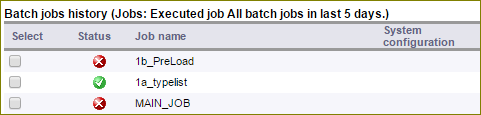 Batch jobs history (Jobs: Executed job All batch jobs in last 5 days.)
Select Status Job name System configuration
1b_PreLoad
1a_typelist
MAIN_JOB